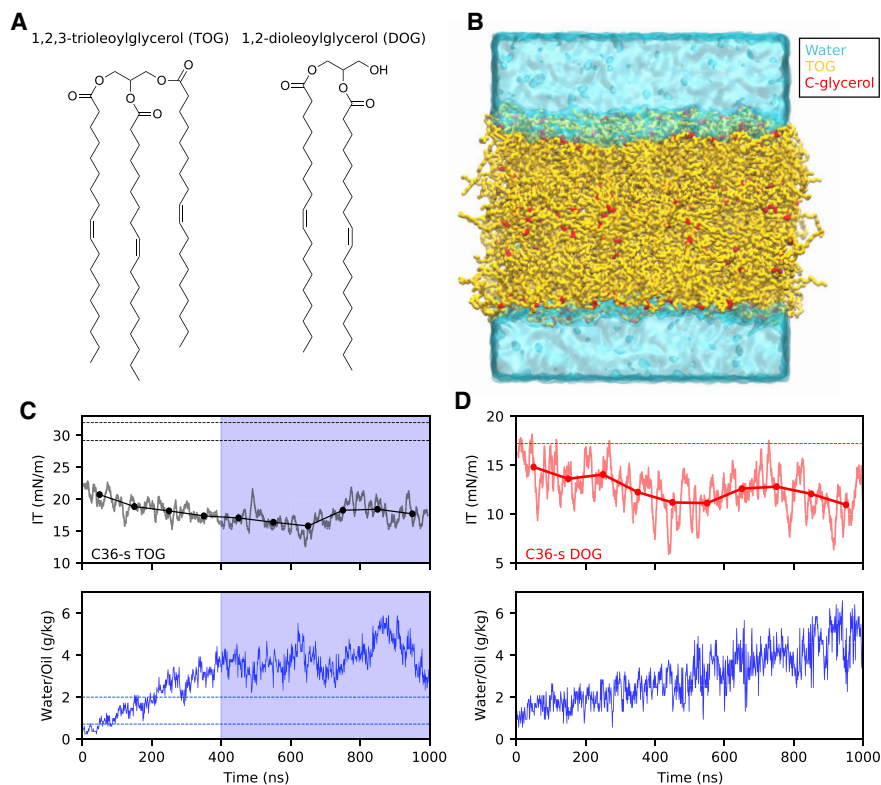 A
1,2,3-trioleoylglycerol (TOG)
1,2-dioleoylglycerol (DOG)
O
O
O
O
O
O
O
O
OH
O
O
B
Water
TOG
C-glycerol
C
IT (mN/m)
30
25
20
15
10
C36-s TOG
Water/Oil (g/kg)
6
4
2
0
0
200
400
600
800
1000
Time (ns)
D
IT (mN/m)
20
15
10
5
C36-s DOG
Water/Oil (g/kg)
6
4
2
0
0
200
400
600
800
1000
Time (ns)